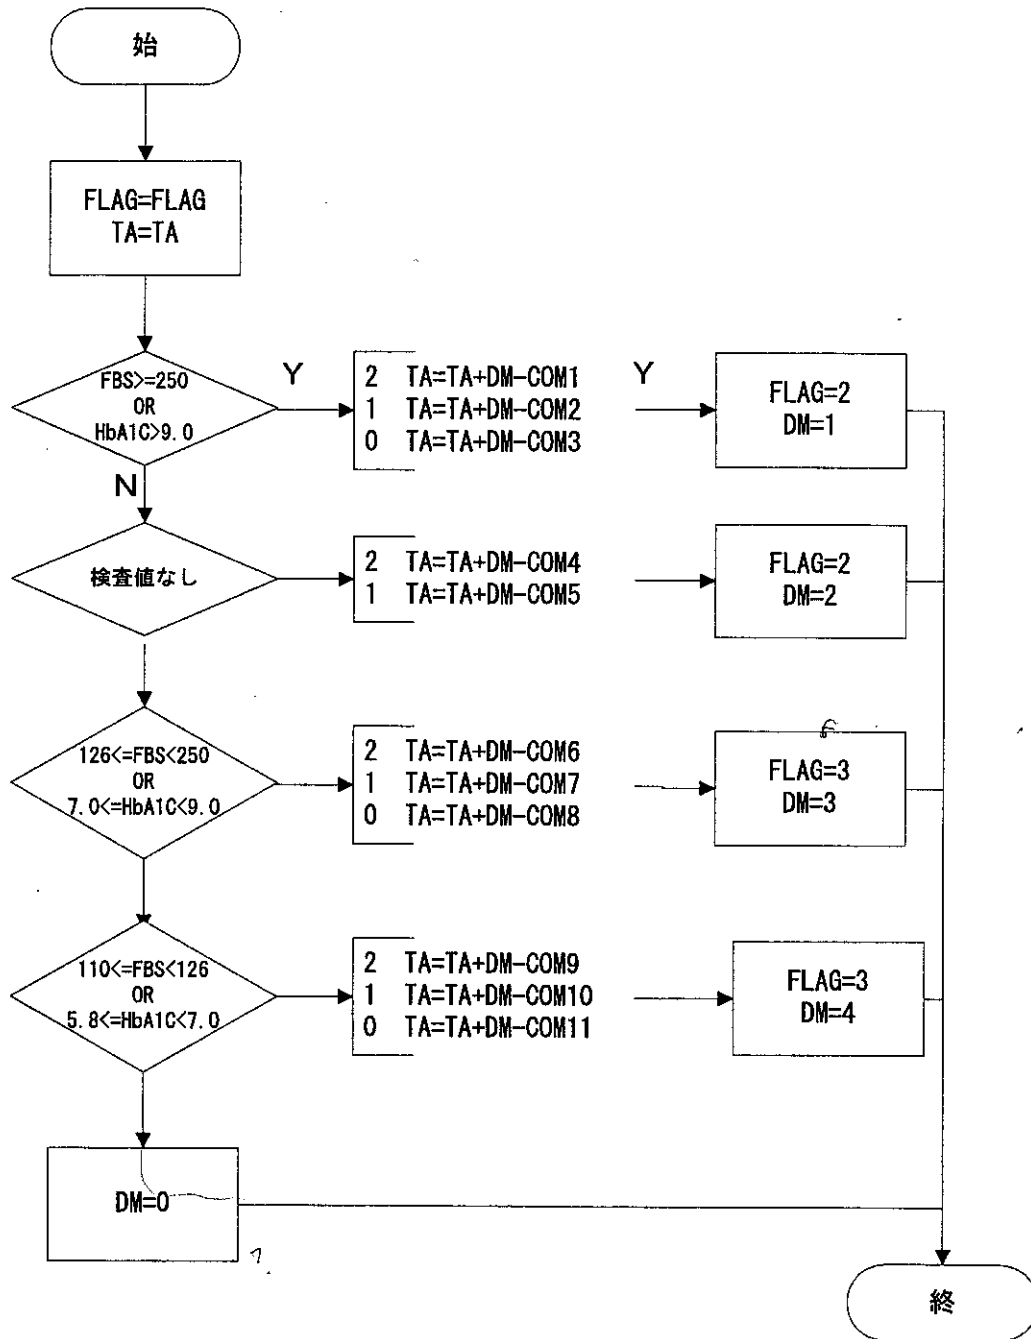 始
FLAG=FLAG
TA=TA
FBS>=250
OR
HbA1C>9.0
Y
2 TA=TA+DM-COM1
1 TA=TA+DM-COM2
0 TA=TA+DM-COM3
Y
FLAG=2
DM=1
N
検査値なし
2 TA=TA+DM-COM4
1 TA=TA+DM-COM5
FLAG=2
DM=2
126<=FBS<250
OR
7.0<=HbA1C<9.0
2 TA=TA+DM-COM6
1 TA=TA+DM-COM7
0 TA=TA+DM-COM8
FLAG=3
DM=3
110<=FBS<126
OR
5.8<=HbA1C<7.0
2 TA=TA+DM-COM9
1 TA=TA+DM-COM10
0 TA=TA+DM-COM11
FLAG=3
DM=4
DM=0
終